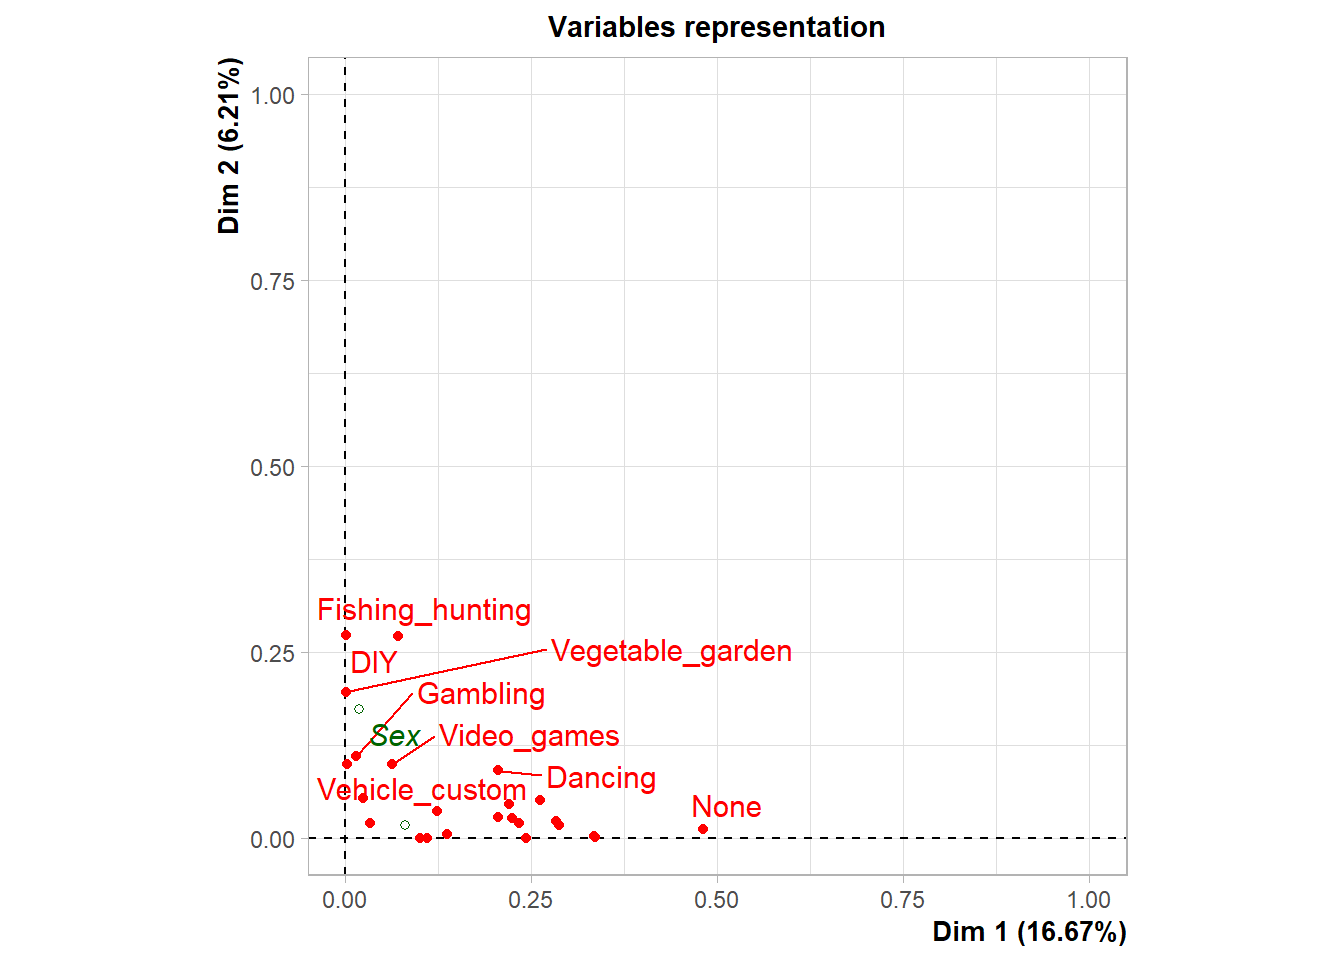 Variables representation
Dim 2 (6.21%)
1.00
0.75
0.50
0.25
0.00
Fishing_hunting
Vegetable_garden
DIY
Gambling
Sex
Video_games
Dancing
Vehicle_custom
None
0.00
0.25
0.50
0.75
1.00
Dim 1 (16.67%)